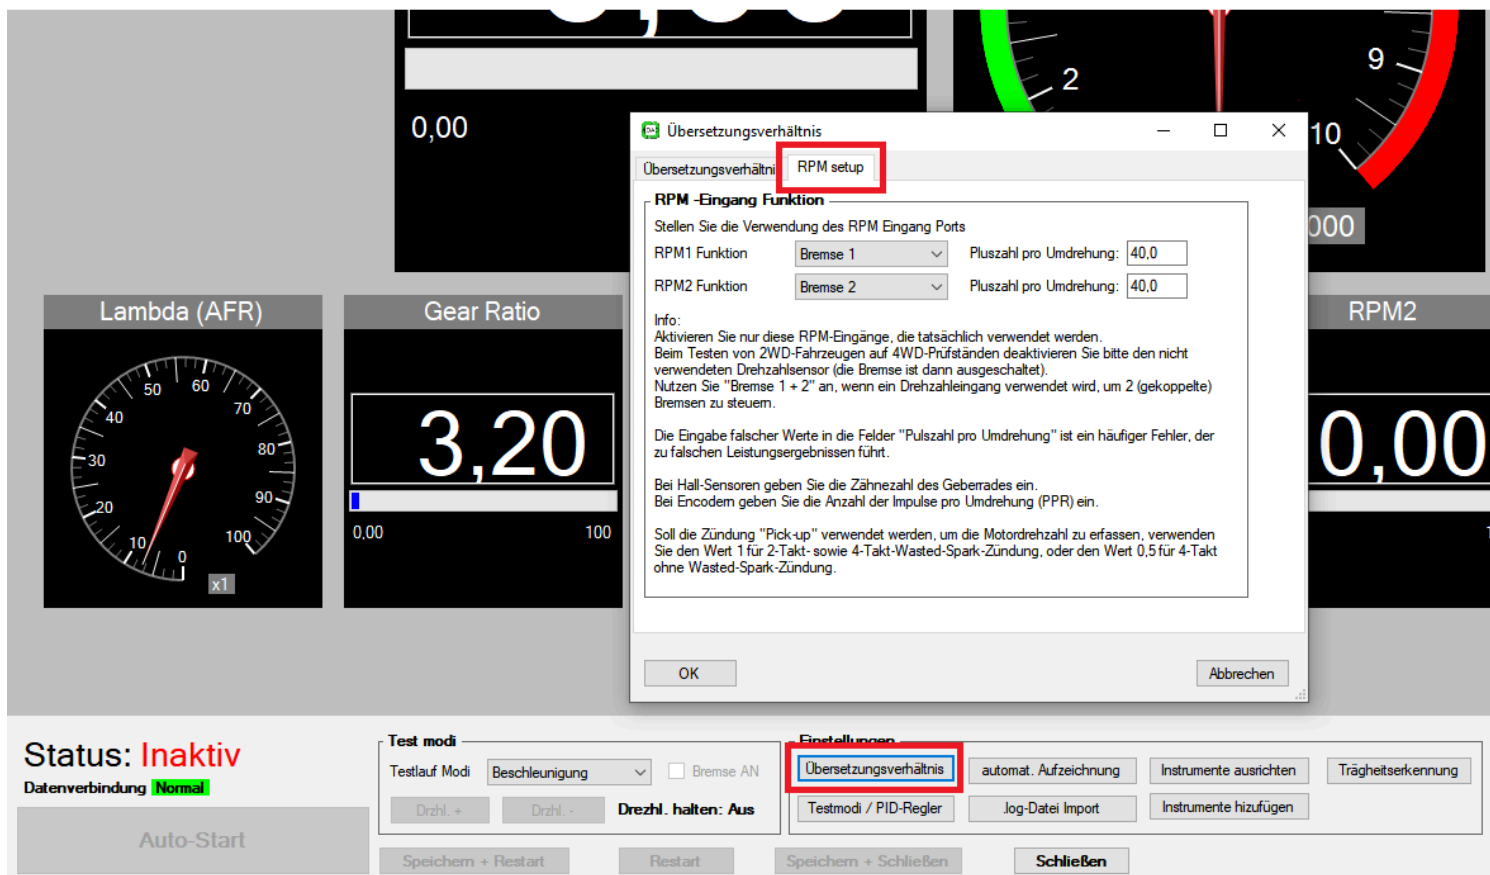 0,00
2
9
10
000
Übersetzungsverhältnis
Übersetzungsverhältni
RPM setup
RPM -Eingang Funktion
Stellen Sie die Verwendung des RPM Eingang Ports
RPM1 Funktion Bremse 1 Pluszahl pro Umdrehung: 40,0
RPM2 Funktion Bremse 2 Pluszahl pro Umdrehung: 40,0
Info:
Aktivieren Sie nur diese RPM-Eingänge, die tatsächlich verwendet werden.
Beim Testen von 2WD-Fahrzeugen auf 4WD-Prüfständen deaktivieren Sie bitte den nicht
verwendeten Drehzahlsensor (die Bremse ist dann ausgeschaltet).
Nutzen Sie "Bremse 1 + 2" an, wenn ein Drehzahleingang verwendet wird, um 2 (gekoppelte)
Bremsen zu steuern.
Die Eingabe falscher Werte in die Felder "Pulszahl pro Umdrehung" ist ein häufiger Fehler, der
zu falschen Leistungsergebnissen führt.
Bei Hall-Sensoren geben Sie die Zähnezahl des Geberrades ein.
Bei Encodern geben Sie die Anzahl der Impulse pro Umdrehung (PPR) ein.
Soll die Zündung "Pick-up" verwendet werden, um die Motordrehzahl zu erfassen, verwenden
Sie den Wert 1 für 2-Takt- sowie 4-Takt-Wasted-Spark-Zündung, oder den Wert 0,5 für 4-Takt
ohne Wasted-Spark-Zündung.
OK
Abbrechen
Lambda (AFR)
0
10
20
30
40
50
60
70
80
90
100
x1
Gear Ratio
3,20
0,00 100
RPM2
0,00
Status: Inaktiv
Datenverbindung Normal
Auto-Start
Test modi
Testlauf Modi Beschleunigung Bremse AN
Drzhl. + Drzhl. - Drezhl. halten: Aus
Einstellungen
Übersetzungsverhältnis automat. Aufzeichnung Instrumente ausrichten Trägheitserkennung
Testmodi / PID-Regler .log-Datei Import Instrumente hizufügen
Speichern + Restart Restart Speichern + Schließen Schließen